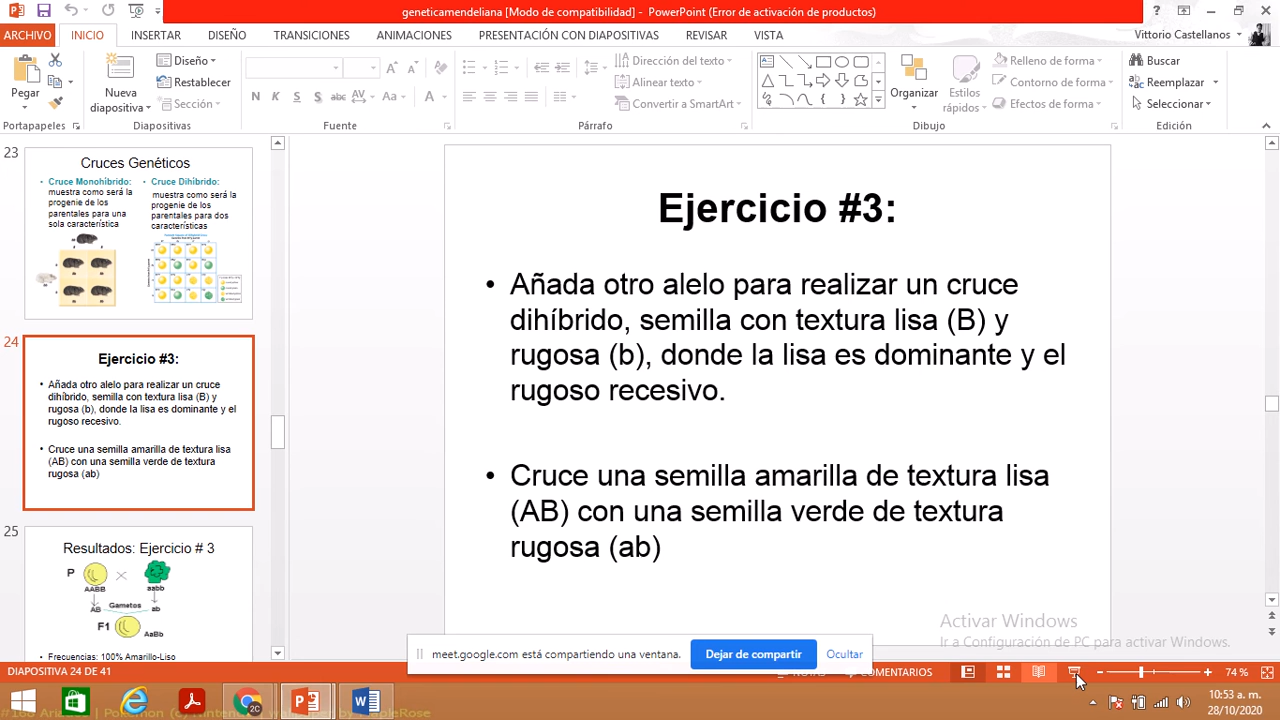 geneticamendeliana [Modo de compatibilidad] - PowerPoint (Error de activación de productos)
ARCHIVO INICIO INSERTAR DISEÑO TRANSICIONES ANIMACIONES PRESENTACIÓN CON DIAPOSITIVAS REVISAR VISTA Vittorio Castellanos
Pegar
Nueva
diapositiva
Diseño
Restablecer
Sección
N K S S abc AV Aa A
Dirección del texto
Alinear texto
Convertir a SmartArt
Organizar
Estilos
rápidos
Relleno de forma
Contorno de forma
Efectos de forma
Buscar
Reemplazar
Seleccionar
Portapapeles Diapositivas Fuente Párrafo Dibujo Edición
23
Cruces Genéticos
• Cruce Monohíbrido:
muestra como será la
progenie de los
parentales para una
sola característica
• Cruce Dihíbrido:
muestra como será la
progenie de los
parentales para dos
características
24
Ejercicio #3:
• Añada otro alelo para realizar un cruce
dihíbrido, semilla con textura lisa (B) y
rugosa (b), donde la lisa es dominante y el
rugoso recesivo.
• Cruce una semilla amarilla de textura lisa
(AB) con una semilla verde de textura
rugosa (ab)
25
Resultados: Ejercicio # 3
P
AABB aabb
Gametos
AB ab
F1 AaBb
• Frecuencias: 100% Amarillo-Liso
Ejercicio #3:
• Añada otro alelo para realizar un cruce
dihíbrido, semilla con textura lisa (B) y
rugosa (b), donde la lisa es dominante y el
rugoso recesivo.
• Cruce una semilla amarilla de textura lisa
(AB) con una semilla verde de textura
rugosa (ab)
Activar Windows
Ir a Configuración de PC para activar Windows.
meet.google.com está compartiendo una ventana. Dejar de compartir Ocultar
DIAPOSITIVA 24 DE 41 NOTAS COMENTARIOS 74 %
10:53 a. m.
28/10/2020